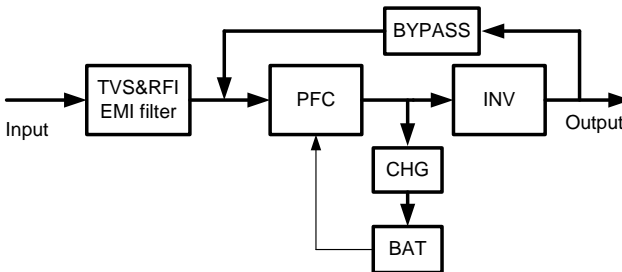 BYPASS
TVS&RFI
EMI filter
PFC
INV
Input
Output
CHG
BAT